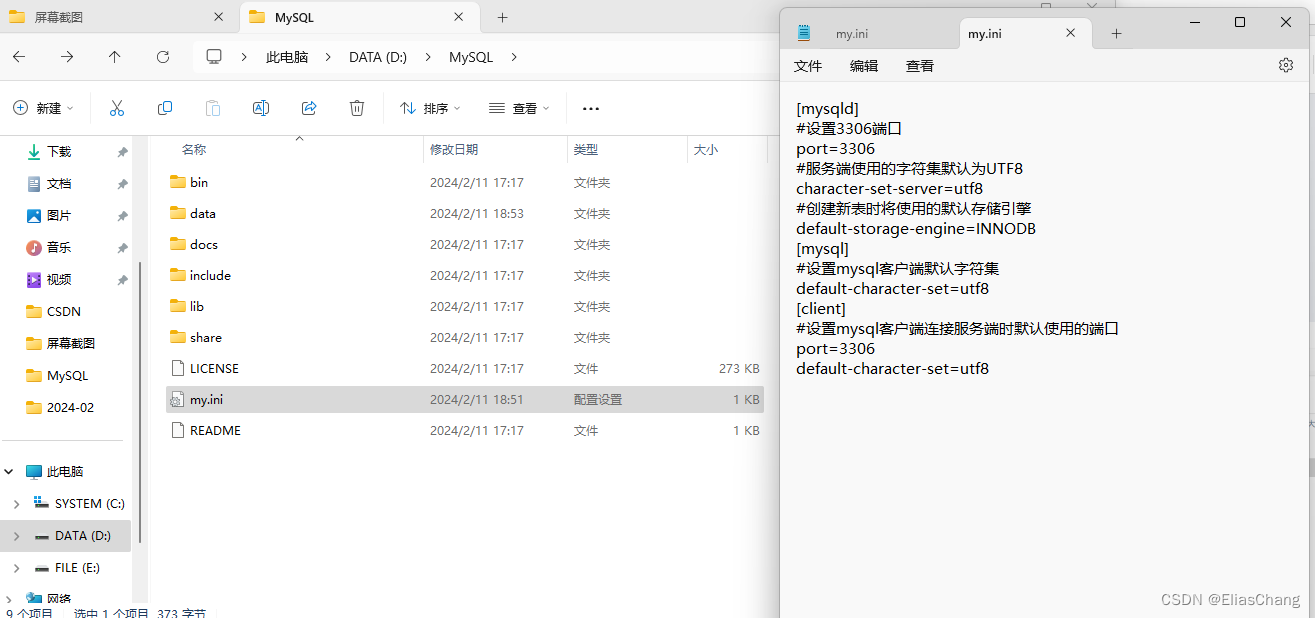 屏幕截图
MySQL
此电脑
DATA (D:)
MySQL
新建
排序
查看
下载
文档
图片
音乐
视频
CSDN
屏幕截图
MySQL
2024-02
此电脑
SYSTEM (C:)
DATA (D:)
FILE (E:)
网络
9 个项目
选中 1 个项目 373 字节
名称 修改日期 类型 大小
bin 2024/2/11 17:17 文件夹
data 2024/2/11 18:53 文件夹
docs 2024/2/11 17:17 文件夹
include 2024/2/11 17:17 文件夹
lib 2024/2/11 17:17 文件夹
share 2024/2/11 17:17 文件夹
LICENSE 2024/2/11 17:17 文件 273 KB
my.ini 2024/2/11 18:51 配置设置 1 KB
README 2024/2/11 17:17 文件 1 KB
my.ini
my.ini
文件 编辑 查看
[mysqld]
#设置3306端口
port=3306
#服务端使用的字符集默认为UTF8
character-set-server=utf8
#创建新表时将使用的默认存储引擎
default-storage-engine=INNODB
[mysql]
#设置mysql客户端默认字符集
default-character-set=utf8
[client]
#设置mysql客户端连接服务端时默认使用的端口
port=3306
default-character-set=utf8
CSDN @EliasChang